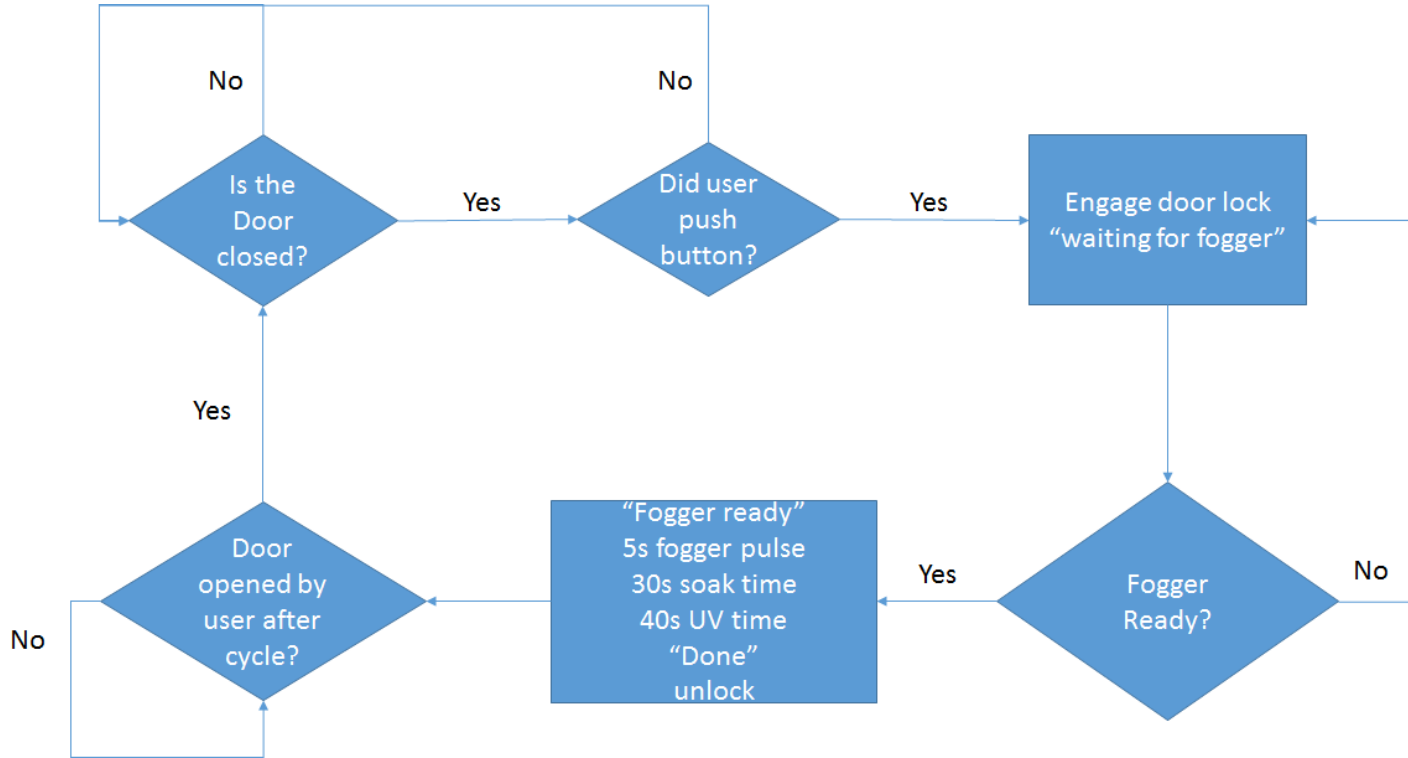 No
No
Is the
Door
closed?
Yes
Did user
push
button?
Yes
Engage door lock
“waiting for fogger”
Yes
Door
opened by
user after
cycle?
No
“Fogger ready”
5s fogger pulse
30s soak time
40s UV time
“Done”
unlock
Yes
Fogger
Ready?
No